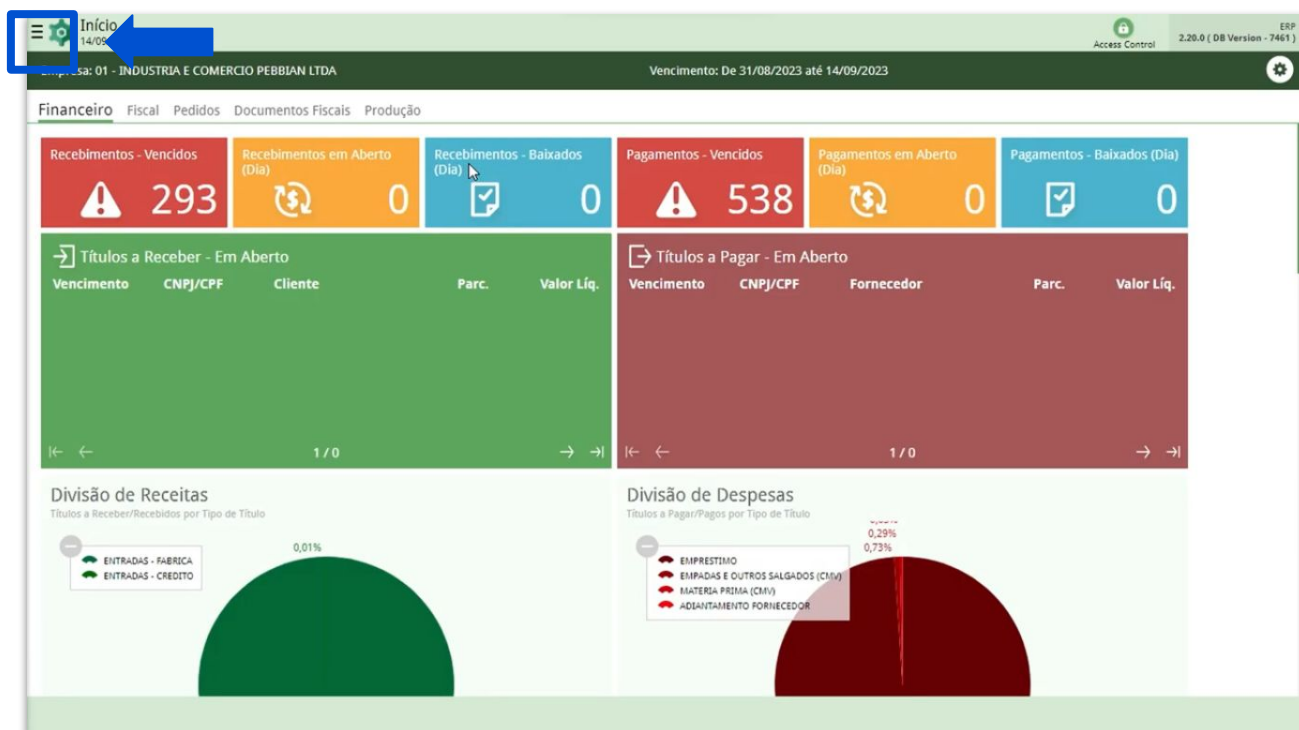 Início
14/09
Access Control
ERP
2.20.0 ( DB Version - 7461 )
Empresa: 01 - INDUSTRIA E COMERCIO PEBBIAN LTDA
Vencimento: De 31/08/2023 até 14/09/2023
Financeiro Fiscal Pedidos Documentos Fiscais Produção
Recebimentos - Vencidos
293
Recebimentos em Aberto
(Dia)
0
Recebimentos - Baixados
(Dia)
0
Pagamentos - Vencidos
538
Pagamentos em Aberto
(Dia)
0
Pagamentos - Baixados (Dia)
0
Títulos a Receber - Em Aberto
Vencimento CNPJ/CPF Cliente Parc. Valor Líq.
1 / 0
Títulos a Pagar - Em Aberto
Vencimento CNPJ/CPF Fornecedor Parc. Valor Líq.
1 / 0
Divisão de Receitas
Títulos a Receber/Recebidos por Tipo de Título
ENTRADAS - FABRICA
ENTRADAS - CREDITO
0,01%
Divisão de Despesas
Títulos a Pagar/Pagos por Tipo de Título
0,29%
0,73%
EMPRESTIMO
EMPADAS E OUTROS SALGADOS (CMV)
MATERIA PRIMA (CMV)
ADIANTAMENTO FORNECEDOR